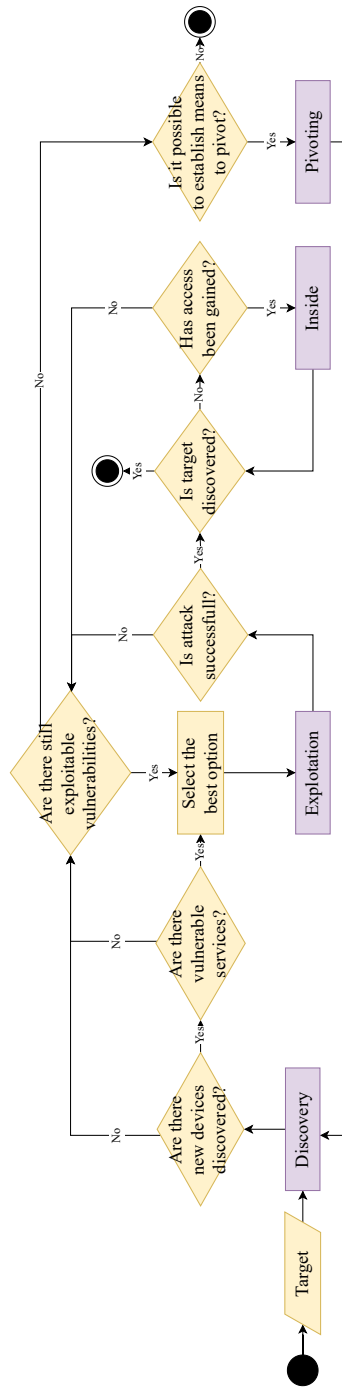 Target
Discovery
Are there
new devices
discovered?
No
Yes
Are there
vulnerable
services?
No
Yes
Are there still
exploitable
vulnerabilities?
No
Yes
Select the
best option
Explotation
Is attack
successfull?
No
Yes
Is target
discovered?
Yes
No
Has access
been gained?
No
Yes
Inside
Is it possible
to establish means
to pivot?
No
Yes
Pivoting